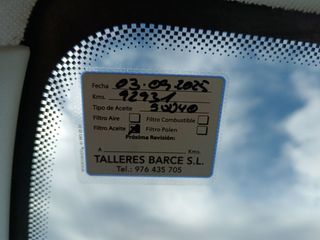 Fecha 03.09.2025
Kms. 92931
Tipo de Aceite 5W40
Filtro Aire Filtro Combustible
Filtro Aceite Filtro Polen
Próxima Revisión:
A Kms.
TALLERES BARCE S.L.
Tel.: 976 435 705